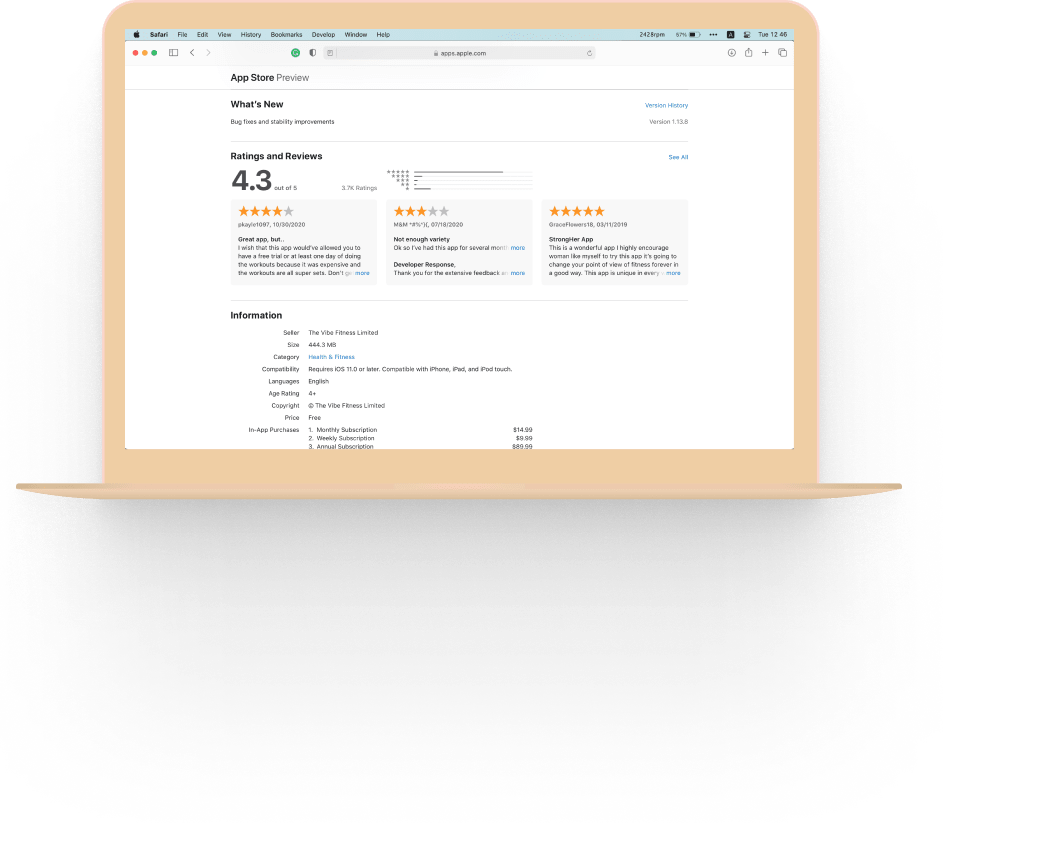 Safari File Edit View History Bookmarks Develop Window Help 2428rpm 67% ••• A Tue 12 46
apps.apple.com
App Store Preview
What's New Version History
Bug fixes and stability improvements Version 1.13.8
Ratings and Reviews See All
4.3 out of 5 3.7K Ratings
pkayle1097, 10/30/2020
Great app, but..
I wish that this app would've allowed you to
have a free trial or at least one day of doing
the workouts because it was expensive and
the workouts are all super sets. Don't more
M&M *#%*)(, 07/18/2020
Not enough variety
Ok so I've had this app for several more
Developer Response,
Thank you for the extensive feedback more
GraceFlowers18, 03/11/2019
StrongHer App
This is a wonderful app I highly encourage
woman like myself to try this app it's going to
change your point of view of fitness forever in
a good way. This app is unique in every more
Information
Seller The Vibe Fitness Limited
Size 444.3 MB
Category Health & Fitness
Compatibility Requires iOS 11.0 or later. Compatible with iPhone, iPad, and iPod touch.
Languages English
Age Rating 4+
Copyright © The Vibe Fitness Limited
Price Free
In-App Purchases 1. Monthly Subscription $14.99
2. Weekly Subscription $9.99
3. Annual Subscription $89.99